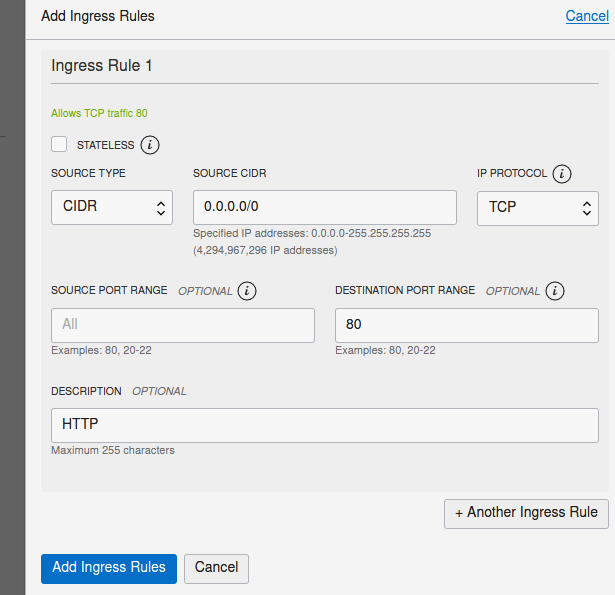 Add Ingress Rules Cancel
Ingress Rule 1
Allows TCP traffic 80
STATELESS i
SOURCE TYPE SOURCE CIDR IP PROTOCOL i
CIDR 0.0.0.0/0 TCP
Specified IP addresses: 0.0.0.0-255.255.255.255
(4,294,967,296 IP addresses)
SOURCE PORT RANGE OPTIONAL i DESTINATION PORT RANGE OPTIONAL i
All 80
Examples: 80, 20-22 Examples: 80, 20-22
DESCRIPTION OPTIONAL
HTTP
Maximum 255 characters
+ Another Ingress Rule
Add Ingress Rules Cancel